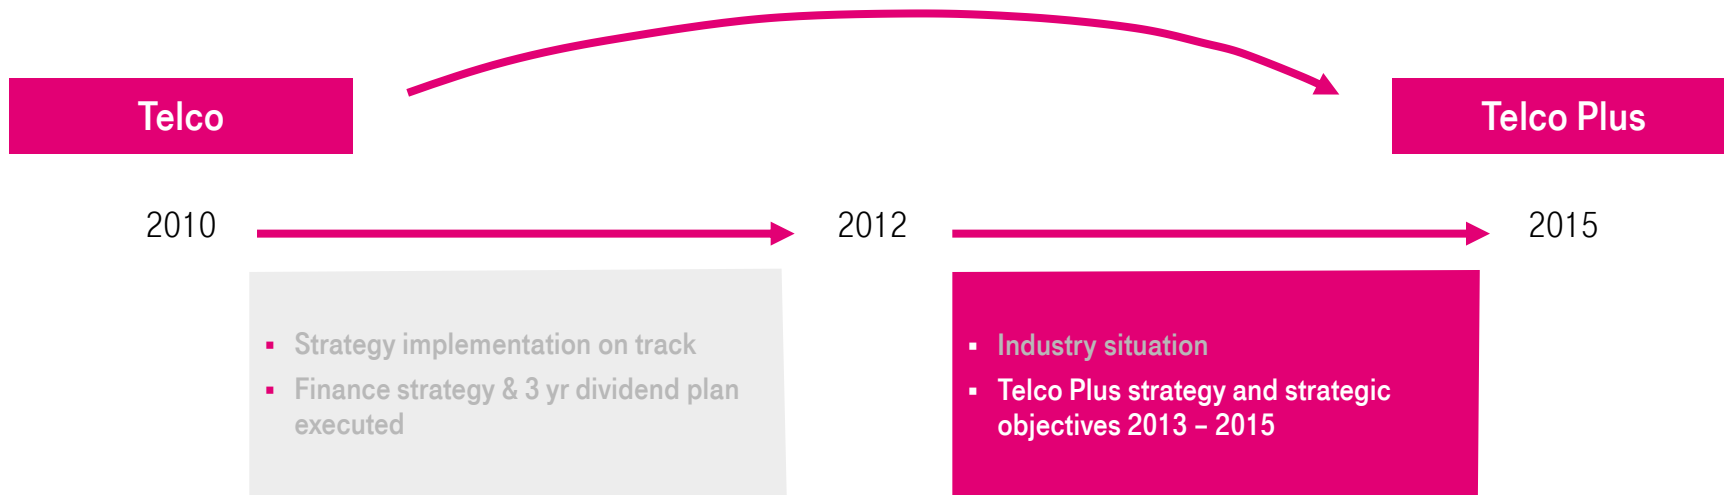 Telco
Telco Plus
2010
2012
2015
▪ Strategy implementation on track
▪ Finance strategy & 3 yr dividend plan
executed
▪ Industry situation
▪ Telco Plus strategy and strategic
objectives 2013 – 2015